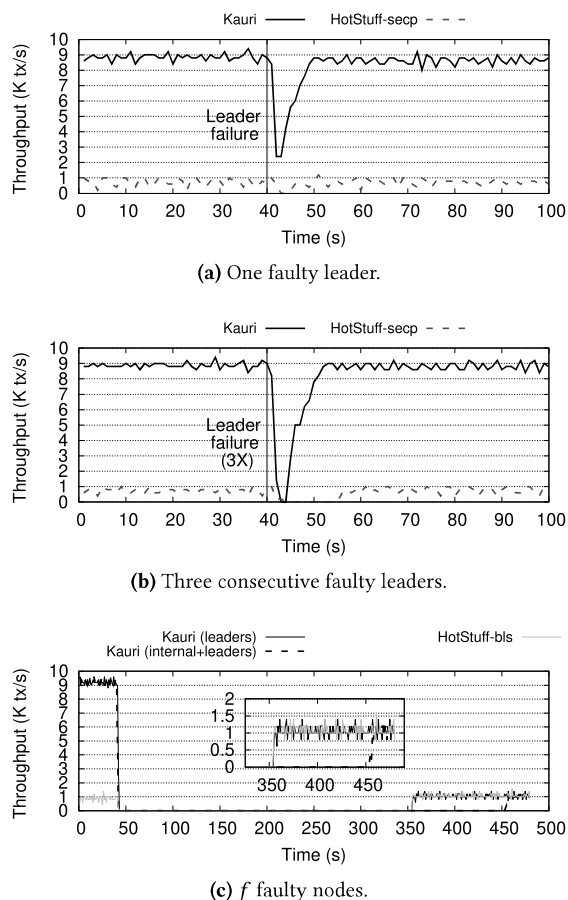 Kauri HotStuff-secp
10
9
8
7
6
5
4
3
2
1
0
Throughput (K tx/s)
Leader
failure
0 10 20 30 40 50 60 70 80 90 100
Time (s)
(a) One faulty leader.
Kauri HotStuff-secp
10
9
8
7
6
5
4
3
2
1
0
Throughput (K tx/s)
Leader
failure
(3X)
0 10 20 30 40 50 60 70 80 90 100
Time (s)
(b) Three consecutive faulty leaders.
Kauri (leaders) HotStuff-bls
Kauri (internal+leaders)
10
9
8
7
6
5
4
3
2
1
0
Throughput (K tx/s)
2
1.5
1
0.5
0
350 400 450
0 50 100 150 200 250 300 350 400 450 500
Time (s)
(c) f faulty nodes.